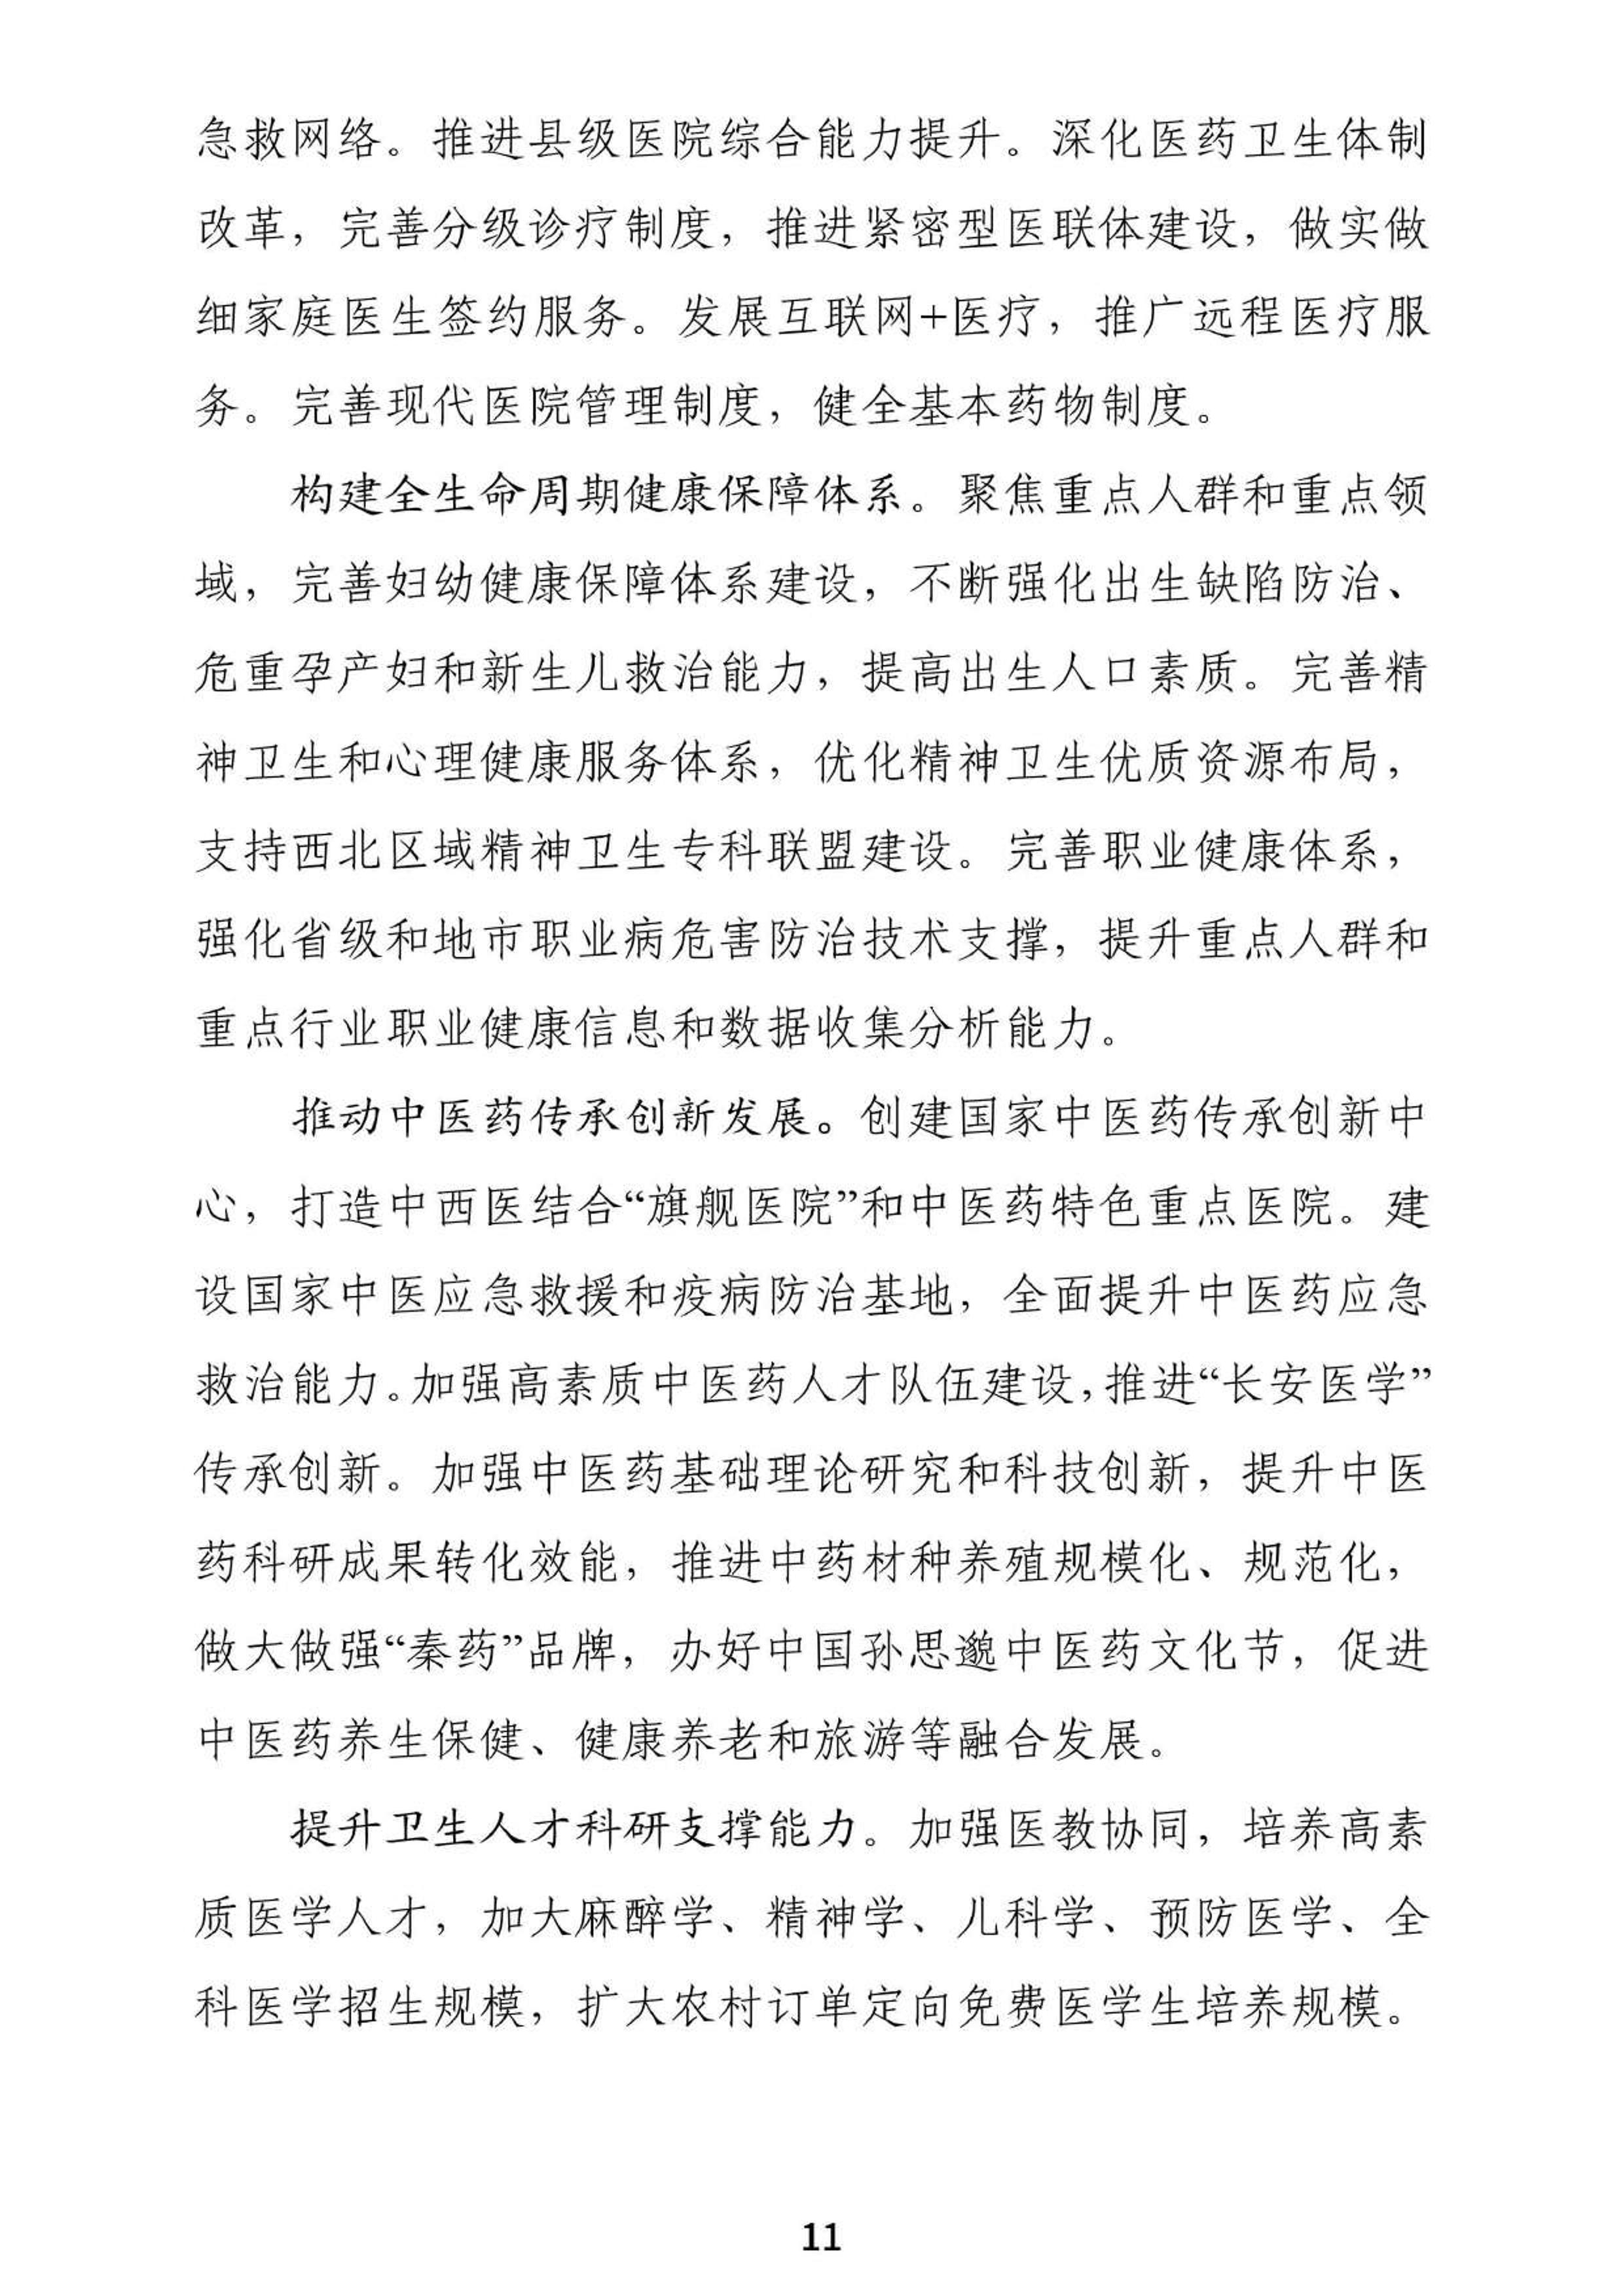 急救网络。推进县级医院综合能力提升。深化医药卫生体制
改革，完善分级诊疗制度，推进紧密型医联体建设，做实做
细家庭医生签约服务。发展互联网+医疗，推广远程医疗服
务。完善现代医院管理制度，健全基本药物制度。
构建全生命周期健康保障体系。聚焦重点人群和重点领
域，完善妇幼健康保障体系建设，不断强化出生缺陷防治、
危重孕产妇和新生儿救治能力，提高出生人口素质。完善精
神卫生和心理健康服务体系，优化精神卫生优质资源布局，
支持西北区域精神卫生专科联盟建设。完善职业健康体系，
强化省级和地市职业病危害防治技术支撑，提升重点人群和
重点行业职业健康信息和数据收集分析能力。
推动中医药传承创新发展。创建国家中医药传承创新中
心，打造中西医结合“旗舰医院”和中医药特色重点医院。建
设国家中医应急救援和疫病防治基地，全面提升中医药应急
救治能力。加强高素质中医药人才队伍建设，推进“长安医学”
传承创新。加强中医药基础理论研究和科技创新，提升中医
药科研成果转化效能，推进中药材种养殖规模化、规范化，
做大做强“秦药”品牌，办好中国孙思邈中医药文化节，促进
中医药养生保健、健康养老和旅游等融合发展。
提升卫生人才科研支撑能力。加强医教协同，培养高素
质医学人才，加大麻醉学、精神学、儿科学、预防医学、全
科医学招生规模，扩大农村订单定向免费医学生培养规模。
11